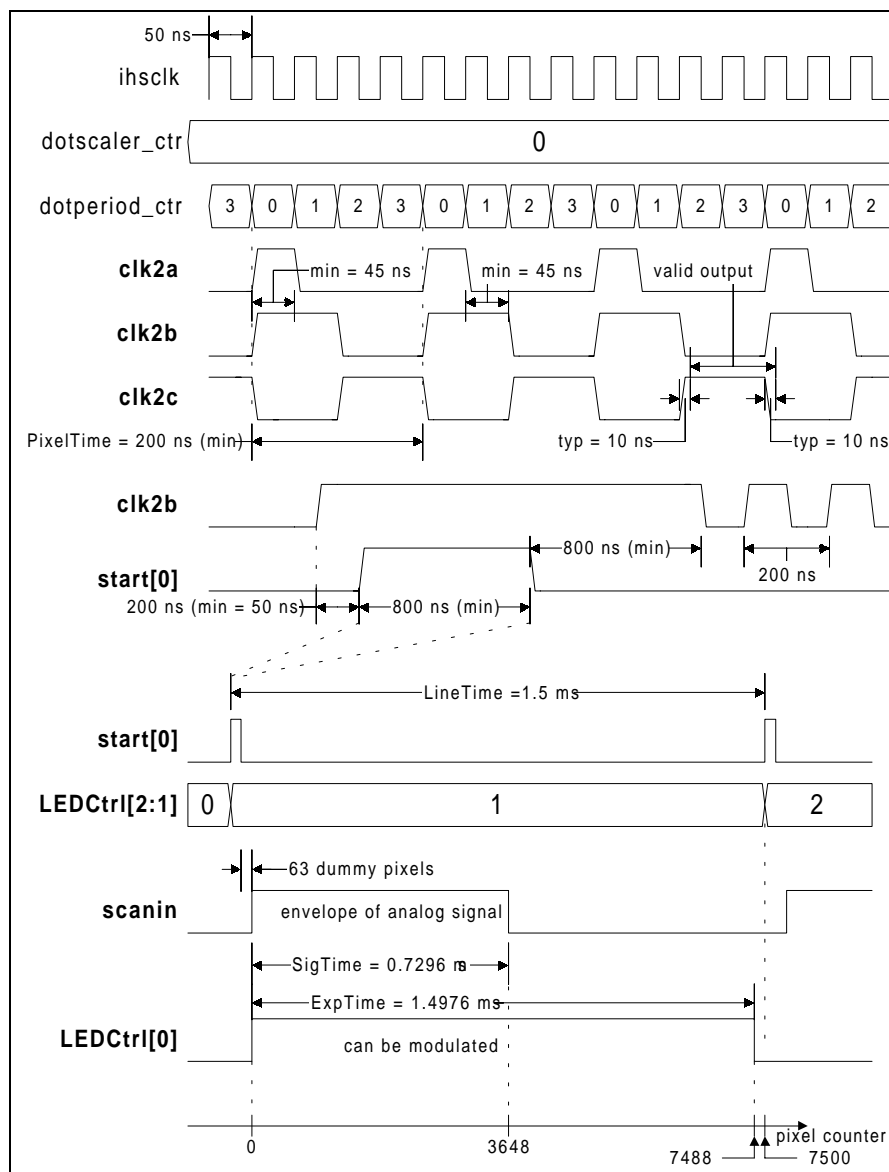 50 ns
ihsclk
dotscaler_ctr
0
dotperiod_ctr
3 0 1 2 3 0 1 2 3 0 1 2 3 0 1 2
clk2a
min = 45 ns
min = 45 ns
valid output
clk2b
clk2c
PixelTime = 200 ns (min)
typ = 10 ns
typ = 10 ns
clk2b
800 ns (min)
start[0]
200 ns
200 ns (min = 50 ns)
800 ns (min)
LineTime =1.5 ms
start[0]
LEDCtrl[2:1]
0 1 2
63 dummy pixels
scanin
envelope of analog signal
SigTime = 0.7296 ms
ExpTime = 1.4976 ms
LEDCtrl[0]
can be modulated
pixel counter
0 3648
7488 7500